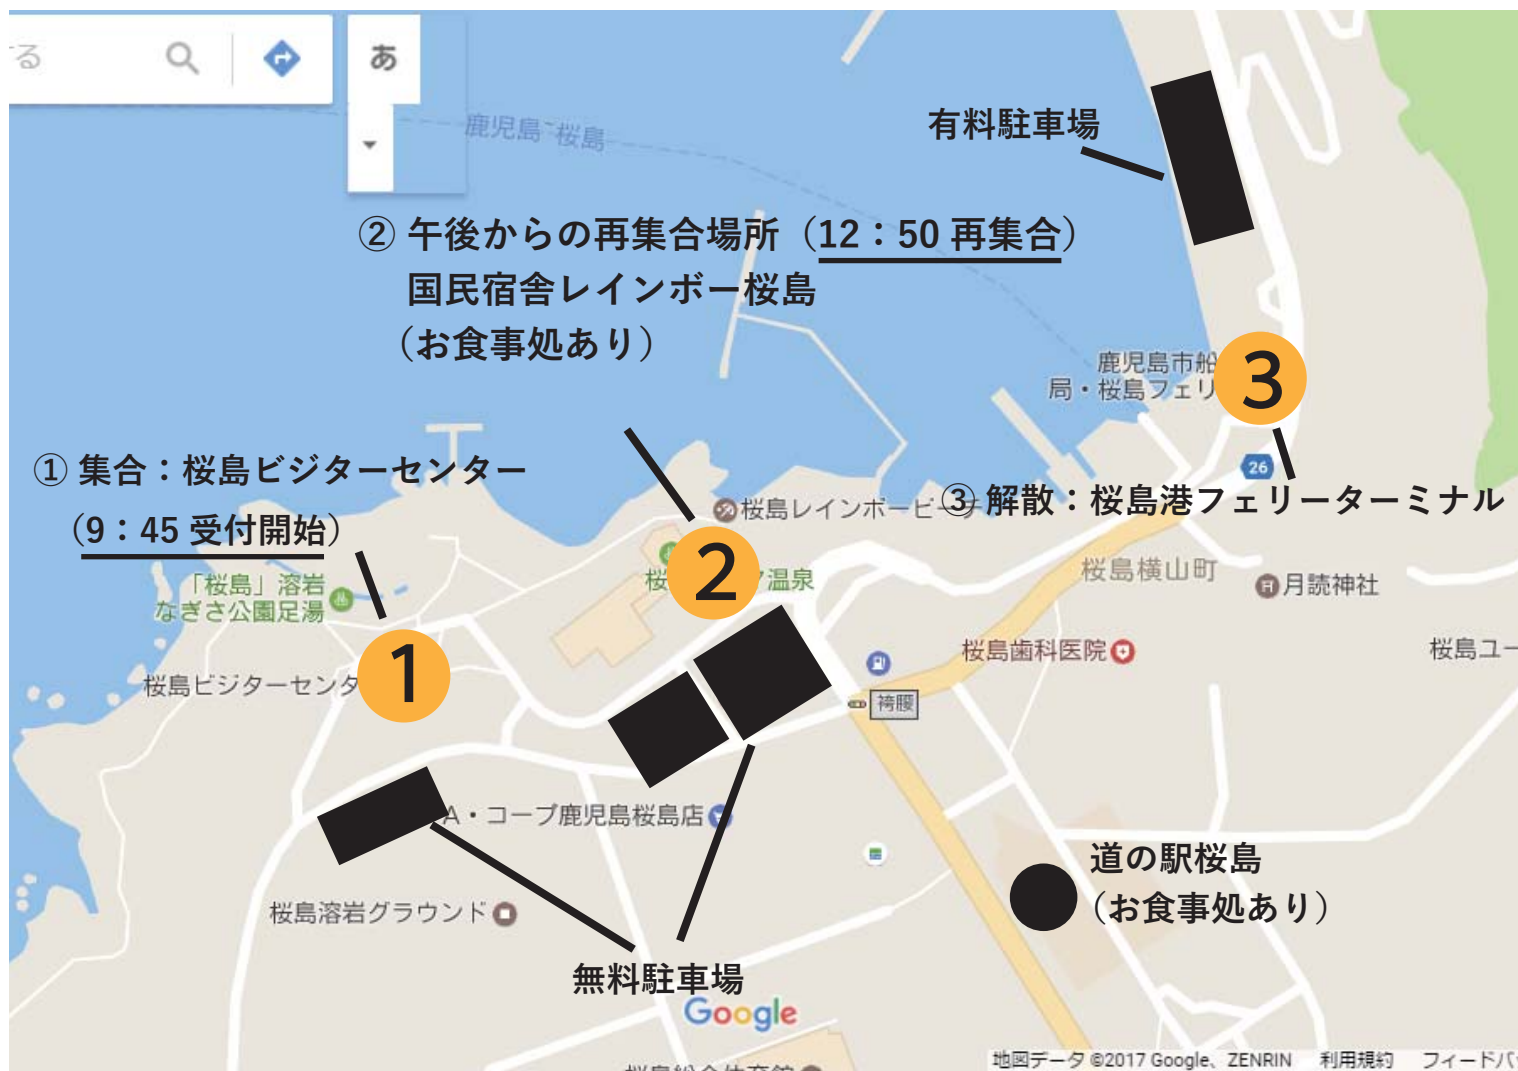 する
あ
鹿児島 桜島
有料駐車場
② 午後からの再集合場所（12：50 再集合）
国民宿舎レインボー桜島
（お食事処あり）
鹿児島市船
局・桜島フェリ
3
① 集合：桜島ビジターセンター
（9：45 受付開始）
26
桜島レインボービーチ
③ 解散：桜島港フェリーターミナル
「桜島」溶岩
なぎさ公園足湯
桜
2
温泉
桜島横山町
月読神社
桜島ビジターセンタ
1
桜島歯科医院
桜島ユー
袴腰
A・コープ鹿児島桜島店
道の駅桜島
（お食事処あり）
桜島溶岩グラウンド
無料駐車場
Google
地図データ ©2017 Google、ZENRIN 利用規約 フィードバ